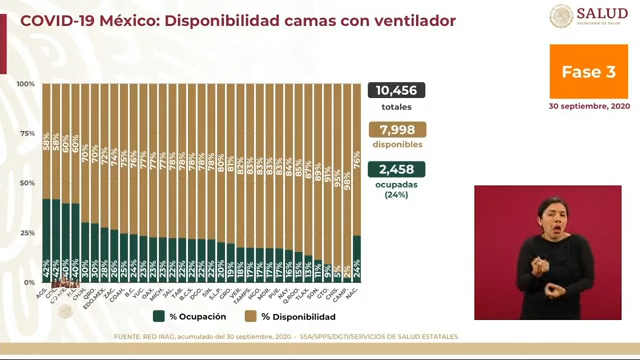 COVID-19 México: Disponibilidad camas con ventilador
SALUD
SECRETARÍA DE SALUD
Fase 3
30 septiembre, 2020
10,456
totales
7,998
disponibles
2,458
ocupadas
(24%)
100%
75%
50%
25%
0%
58% 58% 60% 60% 70% 70% 72% 74% 75% 76% 77% 77% 77% 78% 78% 78% 78% 78% 80% 81% 82% 83% 83% 83% 83% 84% 85% 87% 89% 91% 95% 98% 76%
42% 42% 40% 40% 30% 30% 28% 26% 25% 24% 23% 23% 23% 22% 22% 22% 22% 22% 20% 19% 18% 17% 17% 17% 17% 16% 15% 13% 11% 9% 5% 2% 24%
AGS. COL. N.L. CHIH. QRO. EDO.MEX. ZAC. COAH. B.C. YUC. OAX. MICH. JAL. TAB. B.C.S. DGO. SIN. S.L.P. GRO. VER. TAMPS. HGO. MOR. PUE. NAY. Q.ROO. TLAX. SON. GTO. CHIS. CAMP. NAC.
% Ocupación
% Disponibilidad
FUENTE: RED IRAG, acumulado del 30 septiembre, 2020. - SSA/SPPS/DGTI/SERVICIOS DE SALUD ESTATALES